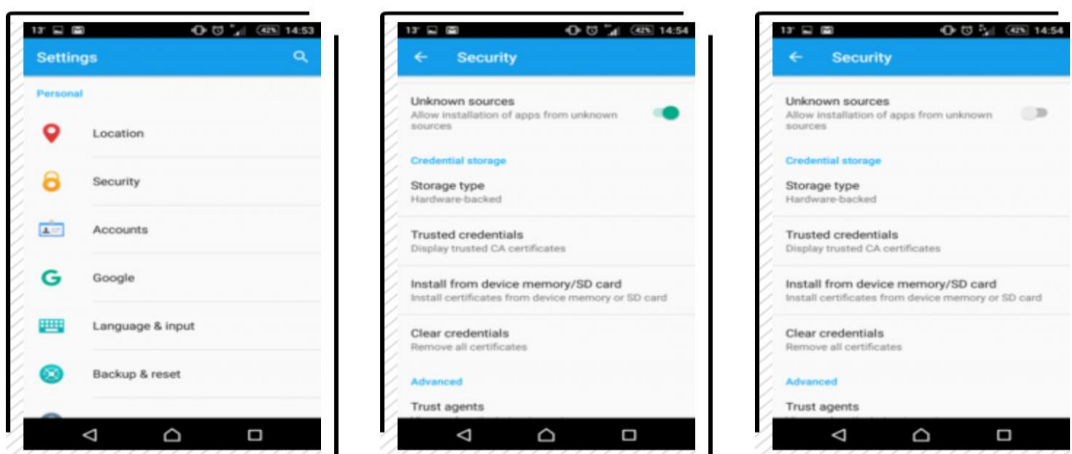 13°
42% 14:53
Settings
Personal
Location
Security
Accounts
Google
Language & input
Backup & reset
13°
42% 14:54
Security
Unknown sources
Allow installation of apps from unknown
sources
Credential storage
Storage type
Hardware-backed
Trusted credentials
Display trusted CA certificates
Install from device memory/SD card
Install certificates from device memory or SD card
Clear credentials
Remove all certificates
Advanced
Trust agents
13°
42% 14:54
Security
Unknown sources
Allow installation of apps from unknown
sources
Credential storage
Storage type
Hardware-backed
Trusted credentials
Display trusted CA certificates
Install from device memory/SD card
Install certificates from device memory or SD card
Clear credentials
Remove all certificates
Advanced
Trust agents